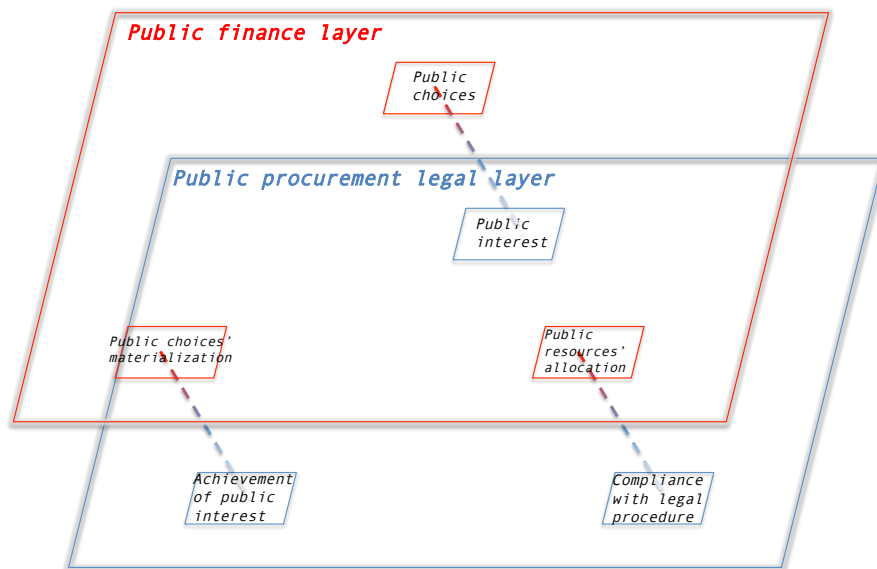 Public finance layer
Public
choices
Public procurement legal layer
Public
interest
Public choices’
materialization
Public
resources’
allocation
Achievement
of public
interest
Compliance
with legal
procedure